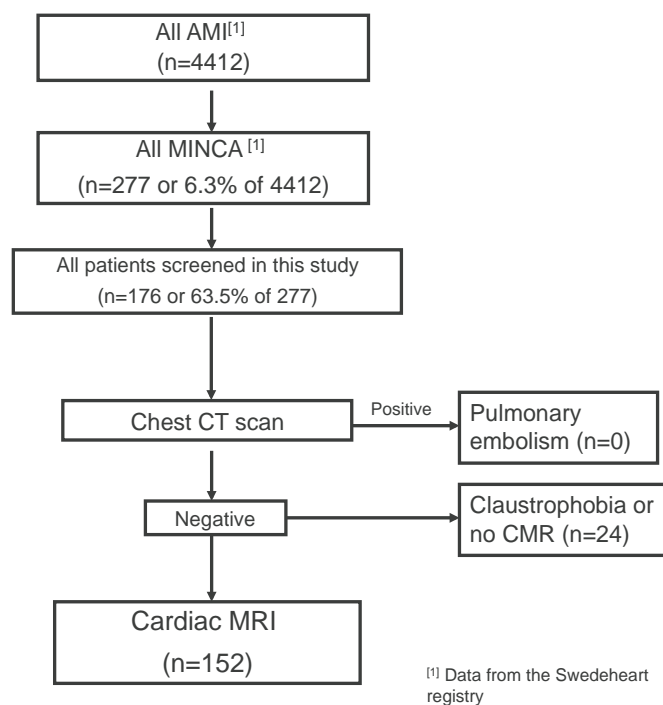 All AMI[1]
(n=4412)
All MINCA [1]
(n=277 or 6.3% of 4412)
All patients screened in this study
(n=176 or 63.5% of 277)
Chest CT scan
Positive
Pulmonary
embolism (n=0)
Negative
Claustrophobia or
no CMR (n=24)
Cardiac MRI
(n=152)
[1] Data from the Swedeheart
registry